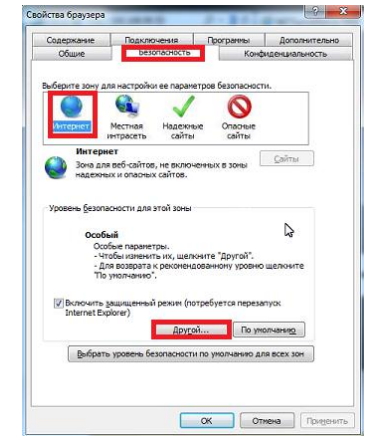 Свойства браузера
Содержание Подключения Программы Дополнительно
Общие Безопасность Конфиденциальность
Выберите зону для настройки ее параметров безопасности.
Интернет Местная интрасеть Надежные сайты Опасные сайты
Интернет
Зона для веб-сайтов, не включенных в зоны
надежных и опасных сайтов.
Сайты
Уровень безопасности для этой зоны
Особый
Особые параметры.
- Чтобы изменить их, щелкните "Другой".
- Для возврата к рекомендованному уровню щелкните
"По умолчанию".
Включить защищенный режим (потребуется перезапуск
Internet Explorer)
Другой... По умолчанию
Выбрать уровень безопасности по умолчанию для всех зон
OK Отмена Применить